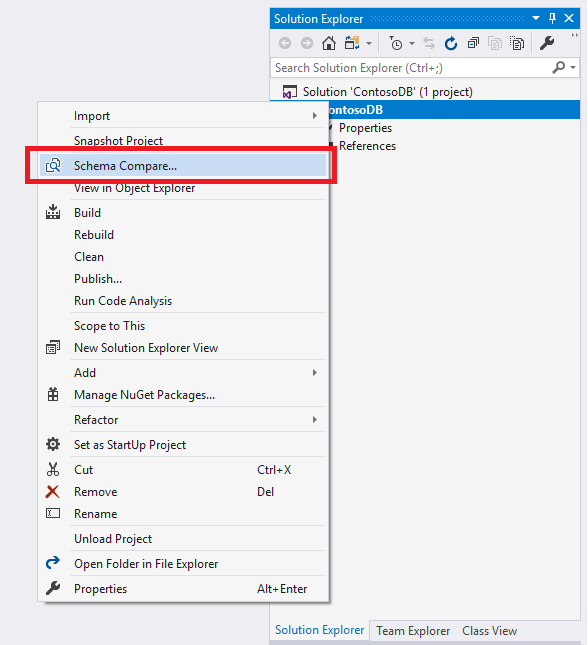 Solution Explorer
Search Solution Explorer (Ctrl+;)
Solution 'ContosoDB' (1 project)
ontosoDB
Properties
References
Import
Snapshot Project
Schema Compare...
View in Object Explorer
Build
Rebuild
Clean
Publish...
Run Code Analysis
Scope to This
New Solution Explorer View
Add
Manage NuGet Packages...
Refactor
Set as StartUp Project
Cut Ctrl+X
Remove Del
Rename
Unload Project
Open Folder in File Explorer
Properties Alt+Enter
Solution Explorer Team Explorer Class View